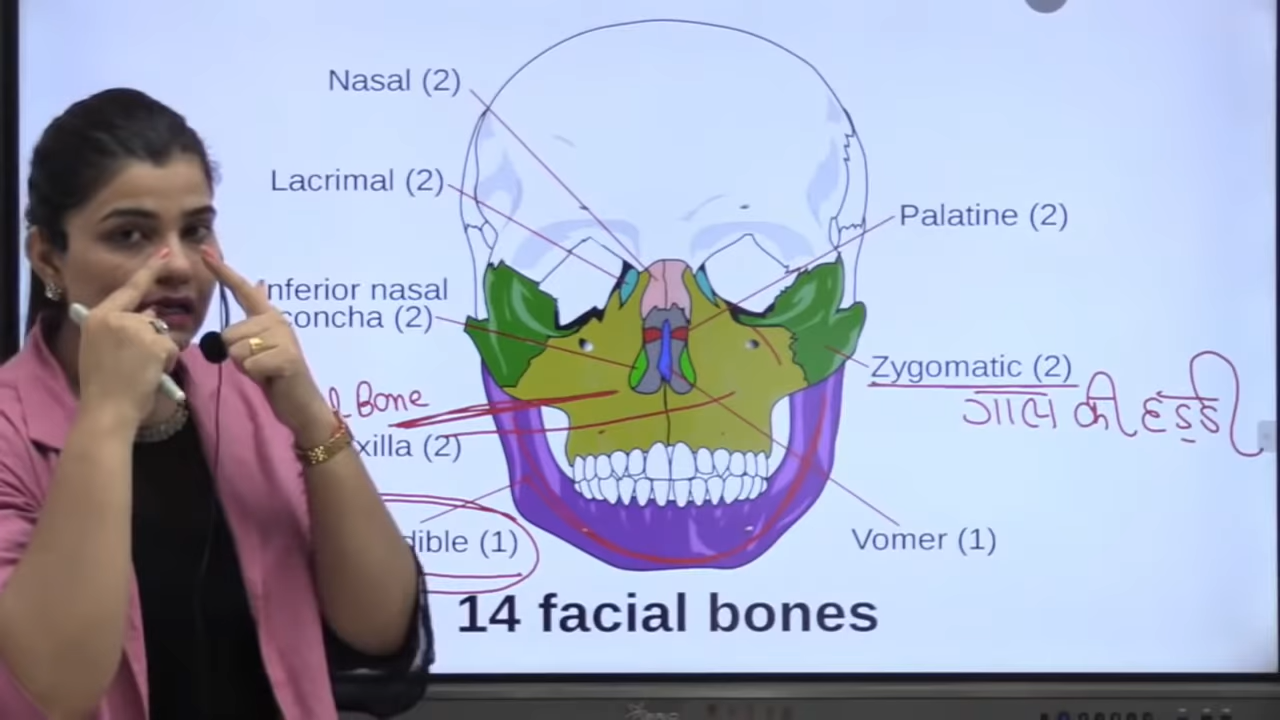 Nasal (2)
Lacrimal (2)
Palatine (2)
Inferior nasal
concha (2)
Zygomatic (2)
गाल की हड्डी
Bone
xilla (2)
dible (1)
Vomer (1)
14 facial bones